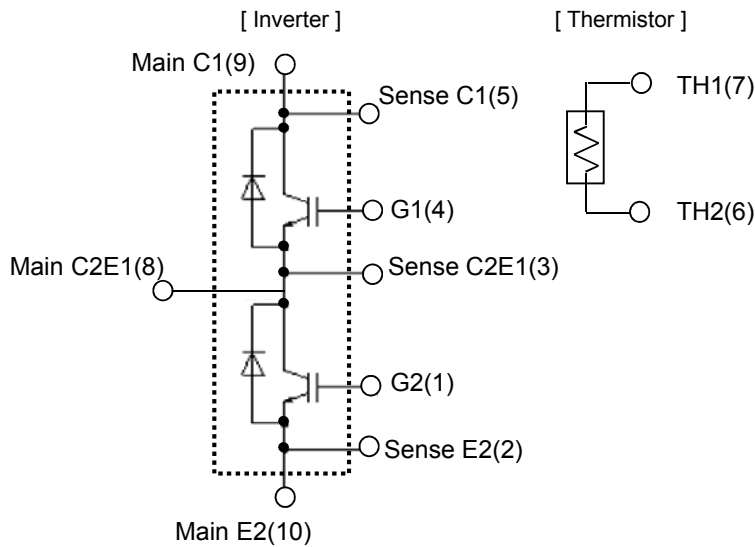 [ Inverter ]
[ Thermistor ]
Main C1(9)
Sense C1(5)
TH1(7)
G1(4)
TH2(6)
Main C2E1(8)
Sense C2E1(3)
G2(1)
Sense E2(2)
Main E2(10)